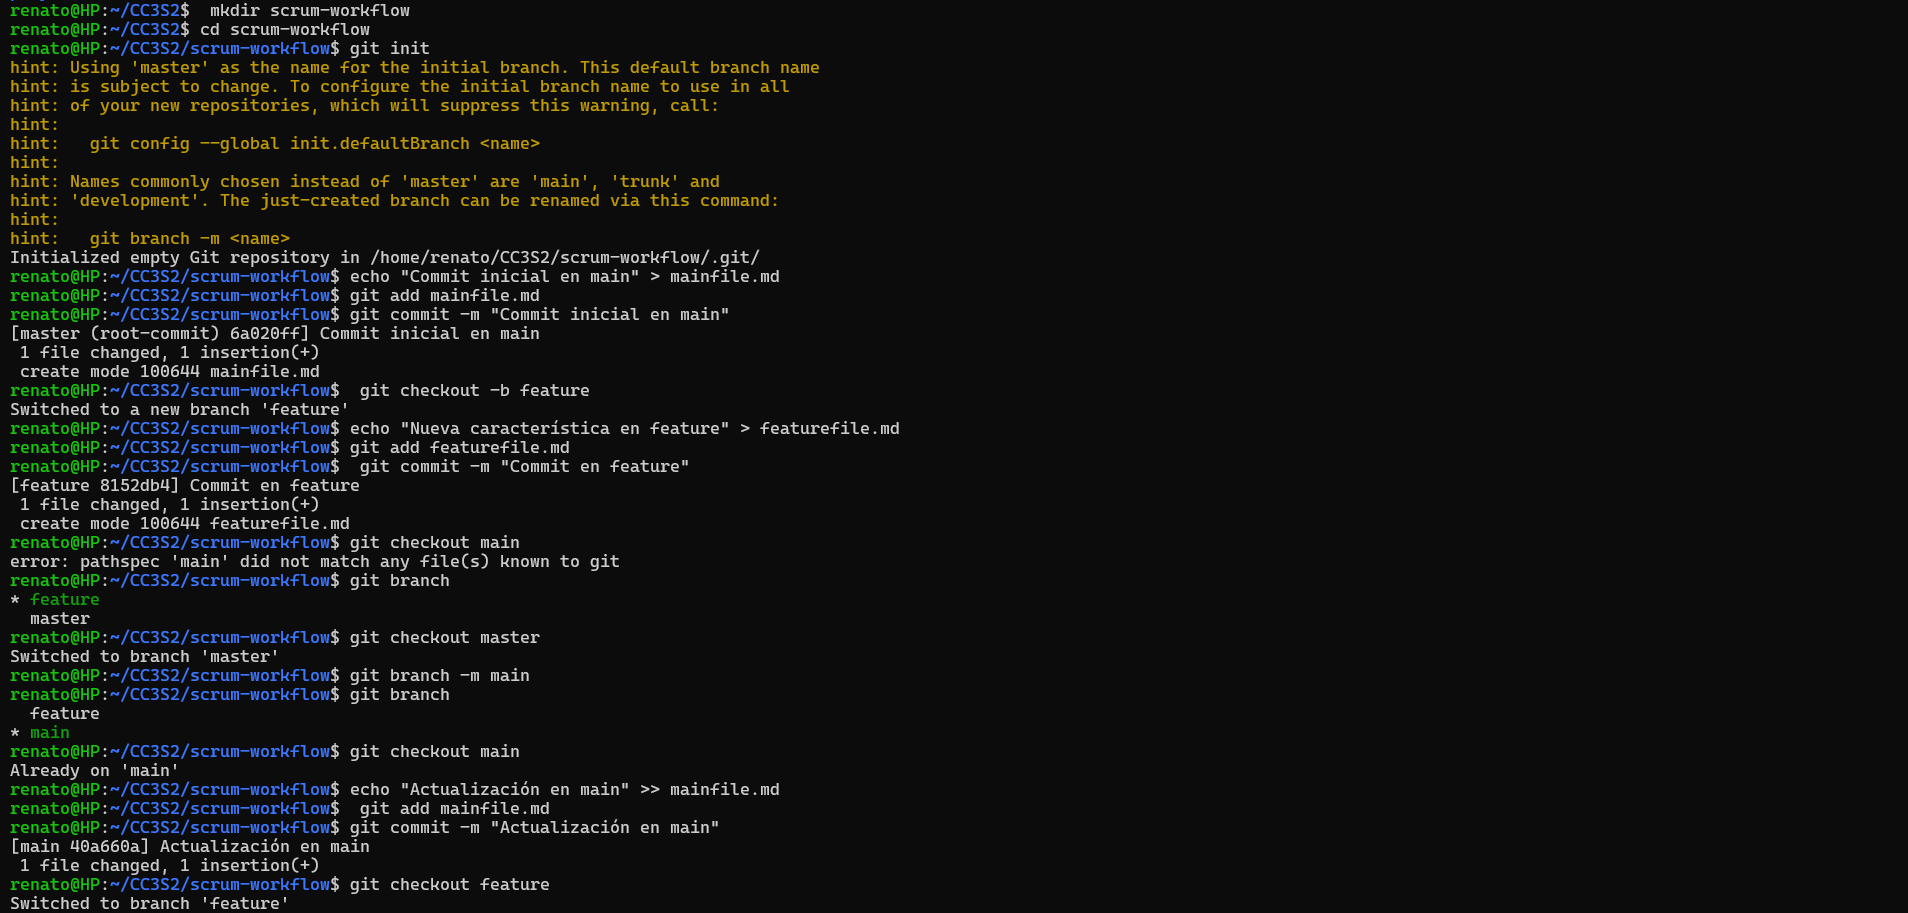 renato@HP:~/CC3S2$  mkdir scrum-workflow
renato@HP:~/CC3S2$ cd scrum-workflow
renato@HP:~/CC3S2/scrum-workflow$ git init
hint: Using 'master' as the name for the initial branch. This default branch name
hint: is subject to change. To configure the initial branch name to use in all
hint: of your new repositories, which will suppress this warning, call:
hint:
hint:   git config --global init.defaultBranch <name>
hint:
hint: Names commonly chosen instead of 'master' are 'main', 'trunk' and
hint: 'development'. The just-created branch can be renamed via this command:
hint:
hint:   git branch -m <name>
Initialized empty Git repository in /home/renato/CC3S2/scrum-workflow/.git/
renato@HP:~/CC3S2/scrum-workflow$ echo "Commit inicial en main" > mainfile.md
renato@HP:~/CC3S2/scrum-workflow$ git add mainfile.md
renato@HP:~/CC3S2/scrum-workflow$ git commit -m "Commit inicial en main"
[master (root-commit) 6a020ff] Commit inicial en main
 1 file changed, 1 insertion(+)
 create mode 100644 mainfile.md
renato@HP:~/CC3S2/scrum-workflow$  git checkout -b feature
Switched to a new branch 'feature'
renato@HP:~/CC3S2/scrum-workflow$ echo "Nueva característica en feature" > featurefile.md
renato@HP:~/CC3S2/scrum-workflow$ git add featurefile.md
renato@HP:~/CC3S2/scrum-workflow$  git commit -m "Commit en feature"
[feature 8152db4] Commit en feature
 1 file changed, 1 insertion(+)
 create mode 100644 featurefile.md
renato@HP:~/CC3S2/scrum-workflow$ git checkout main
error: pathspec 'main' did not match any file(s) known to git
renato@HP:~/CC3S2/scrum-workflow$ git branch
* feature
  master
renato@HP:~/CC3S2/scrum-workflow$ git checkout master
Switched to branch 'master'
renato@HP:~/CC3S2/scrum-workflow$ git branch -m main
renato@HP:~/CC3S2/scrum-workflow$ git branch
  feature
* main
renato@HP:~/CC3S2/scrum-workflow$ git checkout main
Already on 'main'
renato@HP:~/CC3S2/scrum-workflow$ echo "Actualización en main" >> mainfile.md
renato@HP:~/CC3S2/scrum-workflow$  git add mainfile.md
renato@HP:~/CC3S2/scrum-workflow$ git commit -m "Actualización en main"
[main 40a660a] Actualización en main
 1 file changed, 1 insertion(+)
renato@HP:~/CC3S2/scrum-workflow$ git checkout feature
Switched to branch 'feature'